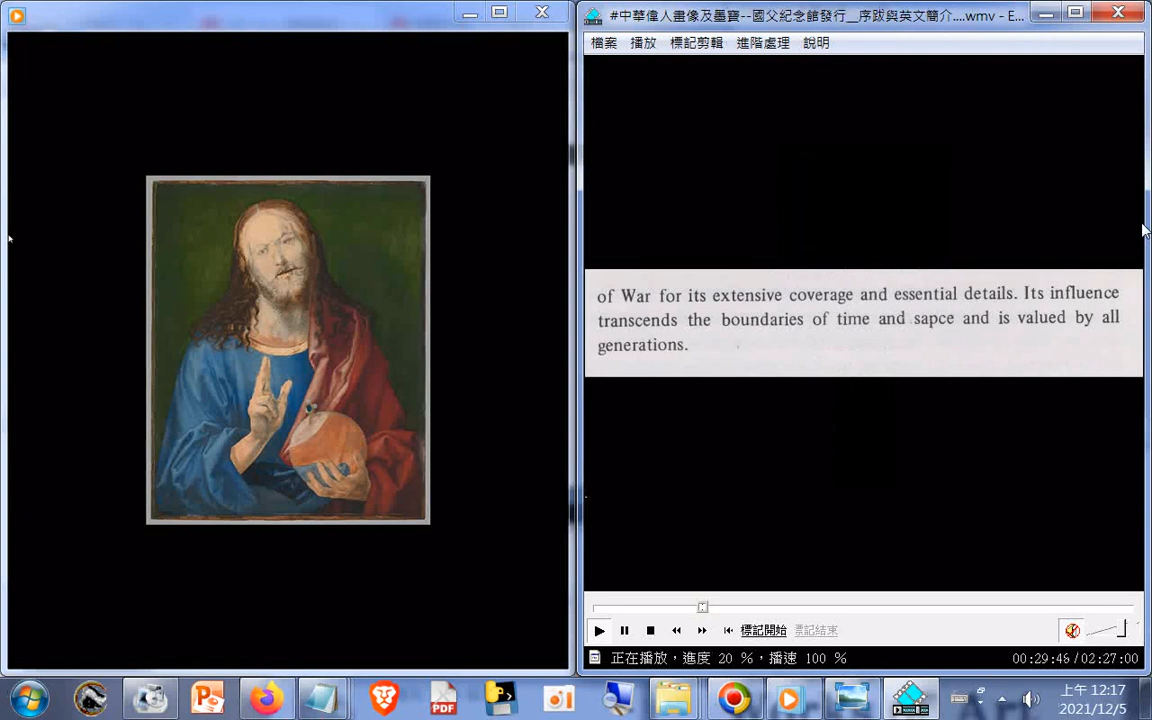 #中華偉人畫像及墨寶--國父紀念館發行__序跋與英文簡介....wmv - E...
檔案 播放 標記剪輯 進階處理 說明
of War for its extensive coverage and essential details. Its influence
transcends the boundaries of time and sapce and is valued by all
generations.
標記開始 標記结束
正在播放，進度 20 %，播速 100 %
00:29:46 / 02:27:00
PDF
上午 12:17
2021/12/5